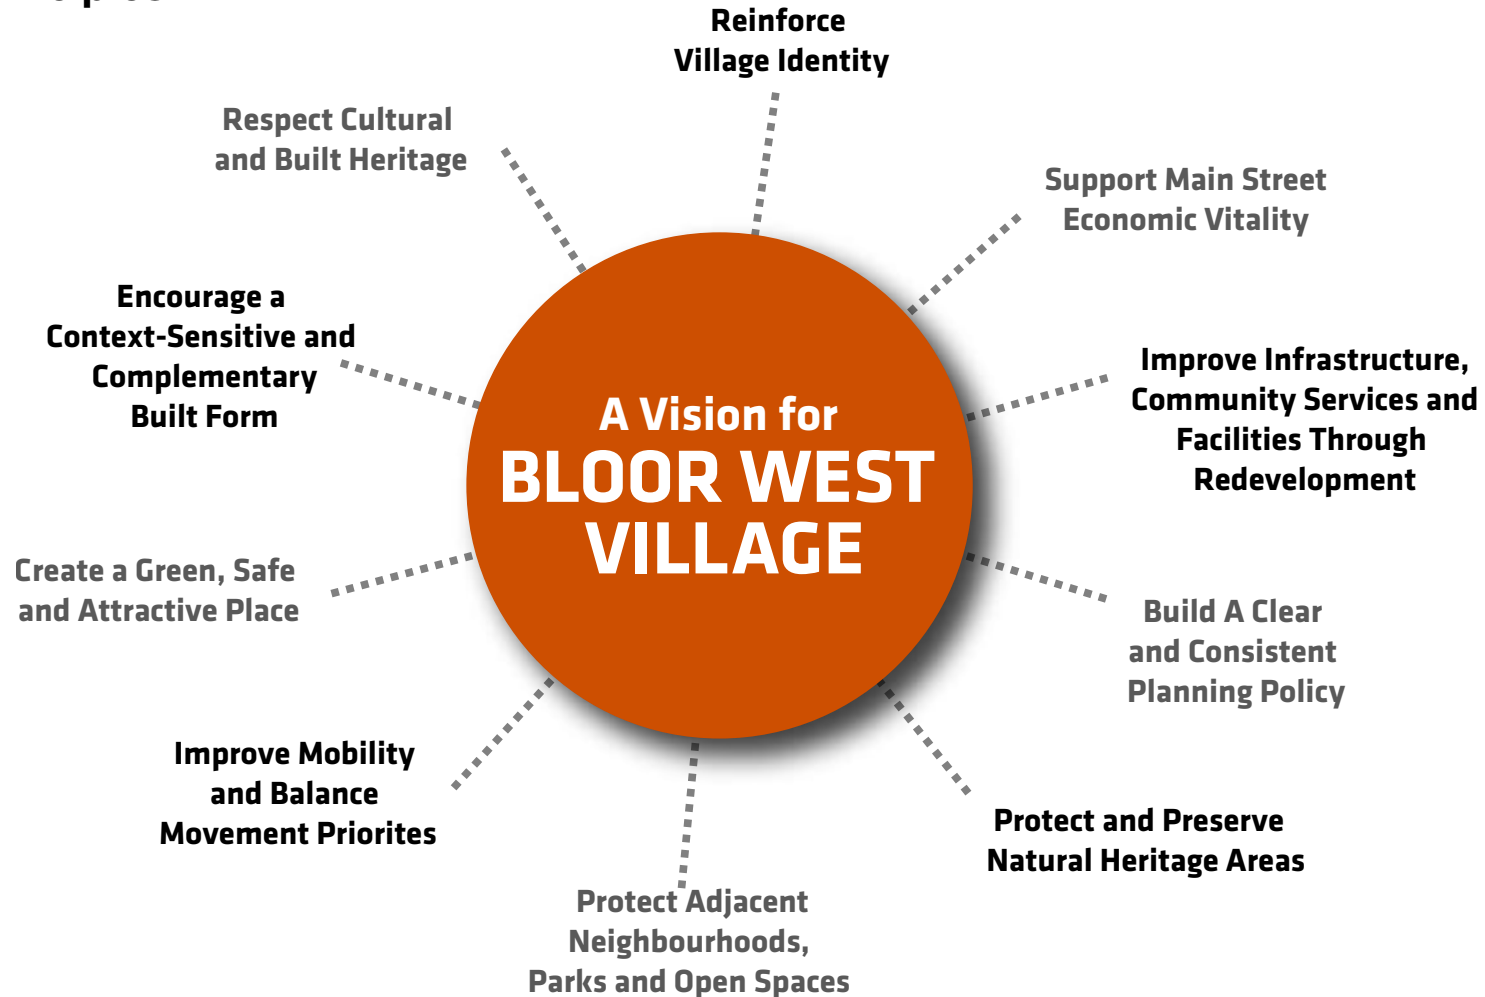 Reinforce
Village Identity
Respect Cultural
and Built Heritage
Support Main Street
Economic Vitality
Encourage a
Context-Sensitive and
Complementary
Built Form
Improve Infrastructure,
Community Services and
Facilities Through
Redevelopment
A Vision for
BLOOR WEST
VILLAGE
Create a Green, Safe
and Attractive Place
Build A Clear
and Consistent
Planning Policy
Improve Mobility
and Balance
Movement Priorites
Protect and Preserve
Natural Heritage Areas
Protect Adjacent
Neighbourhoods,
Parks and Open Spaces